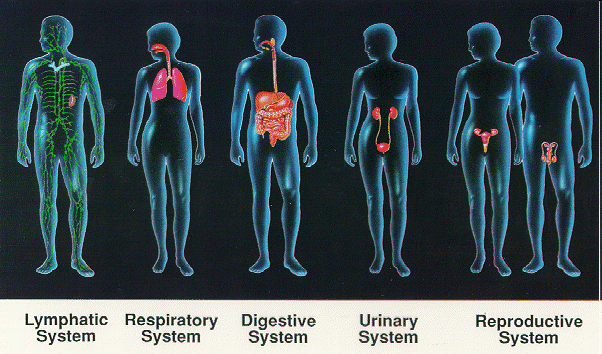 Lymphatic System
Respiratory System
Digestive System
Urinary System
Reproductive System